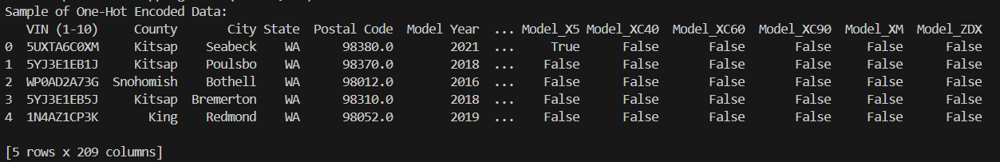 Sample of One-Hot Encoded Data:
VIN (1-10) County City State Postal Code Model Year ... Model_X5 Model_XC40 Model_XC60 Model_XC90 Model_XM Model_ZDX
0 5UXTA6C0XM Kitsap Seabeck WA 98380.0 2021 ... True False False False False False
1 5YJ3E1EB1J Kitsap Poulsbo WA 98370.0 2018 ... False False False False False False
2 WP0AD2A73G Snohomish Bothell WA 98012.0 2016 ... False False False False False False
3 5YJ3E1EB5J Kitsap Bremerton WA 98310.0 2018 ... False False False False False False
4 1N4AZ1CP3K King Redmond WA 98052.0 2019 ... False False False False False False
[5 rows x 209 columns]